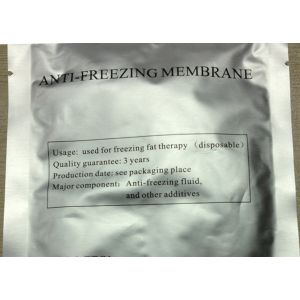 ANTI-FREEZING MEMBRANE
Usage: used for freezing fat therapy (disposable)
Quality guarantee: 3 years
Production date: see packaging place
Major component: Anti-freezing fluid,
and other additives